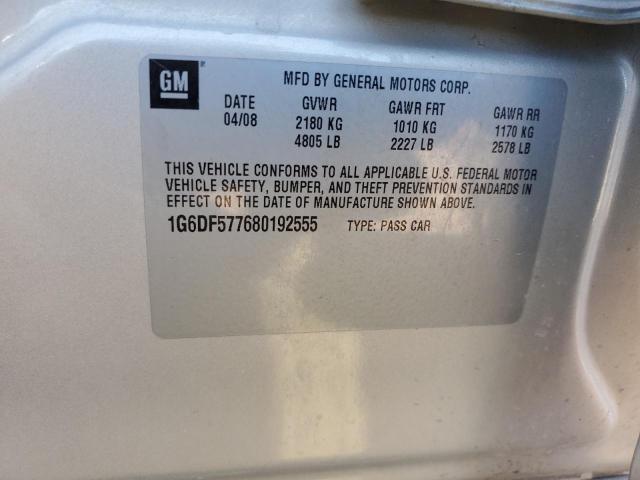 GM
MFD BY GENERAL MOTORS CORP.
DATE GVWR GAWR FRT GAWR RR
04/08 2180 KG 1010 KG 1170 KG
4805 LB 2227 LB 2578 LB
THIS VEHICLE CONFORMS TO ALL APPLICABLE U.S. FEDERAL MOTOR
VEHICLE SAFETY, BUMPER, AND THEFT PREVENTION STANDARDS IN
EFFECT ON THE DATE OF MANUFACTURE SHOWN ABOVE.
1G6DF577680192555 TYPE: PASS CAR